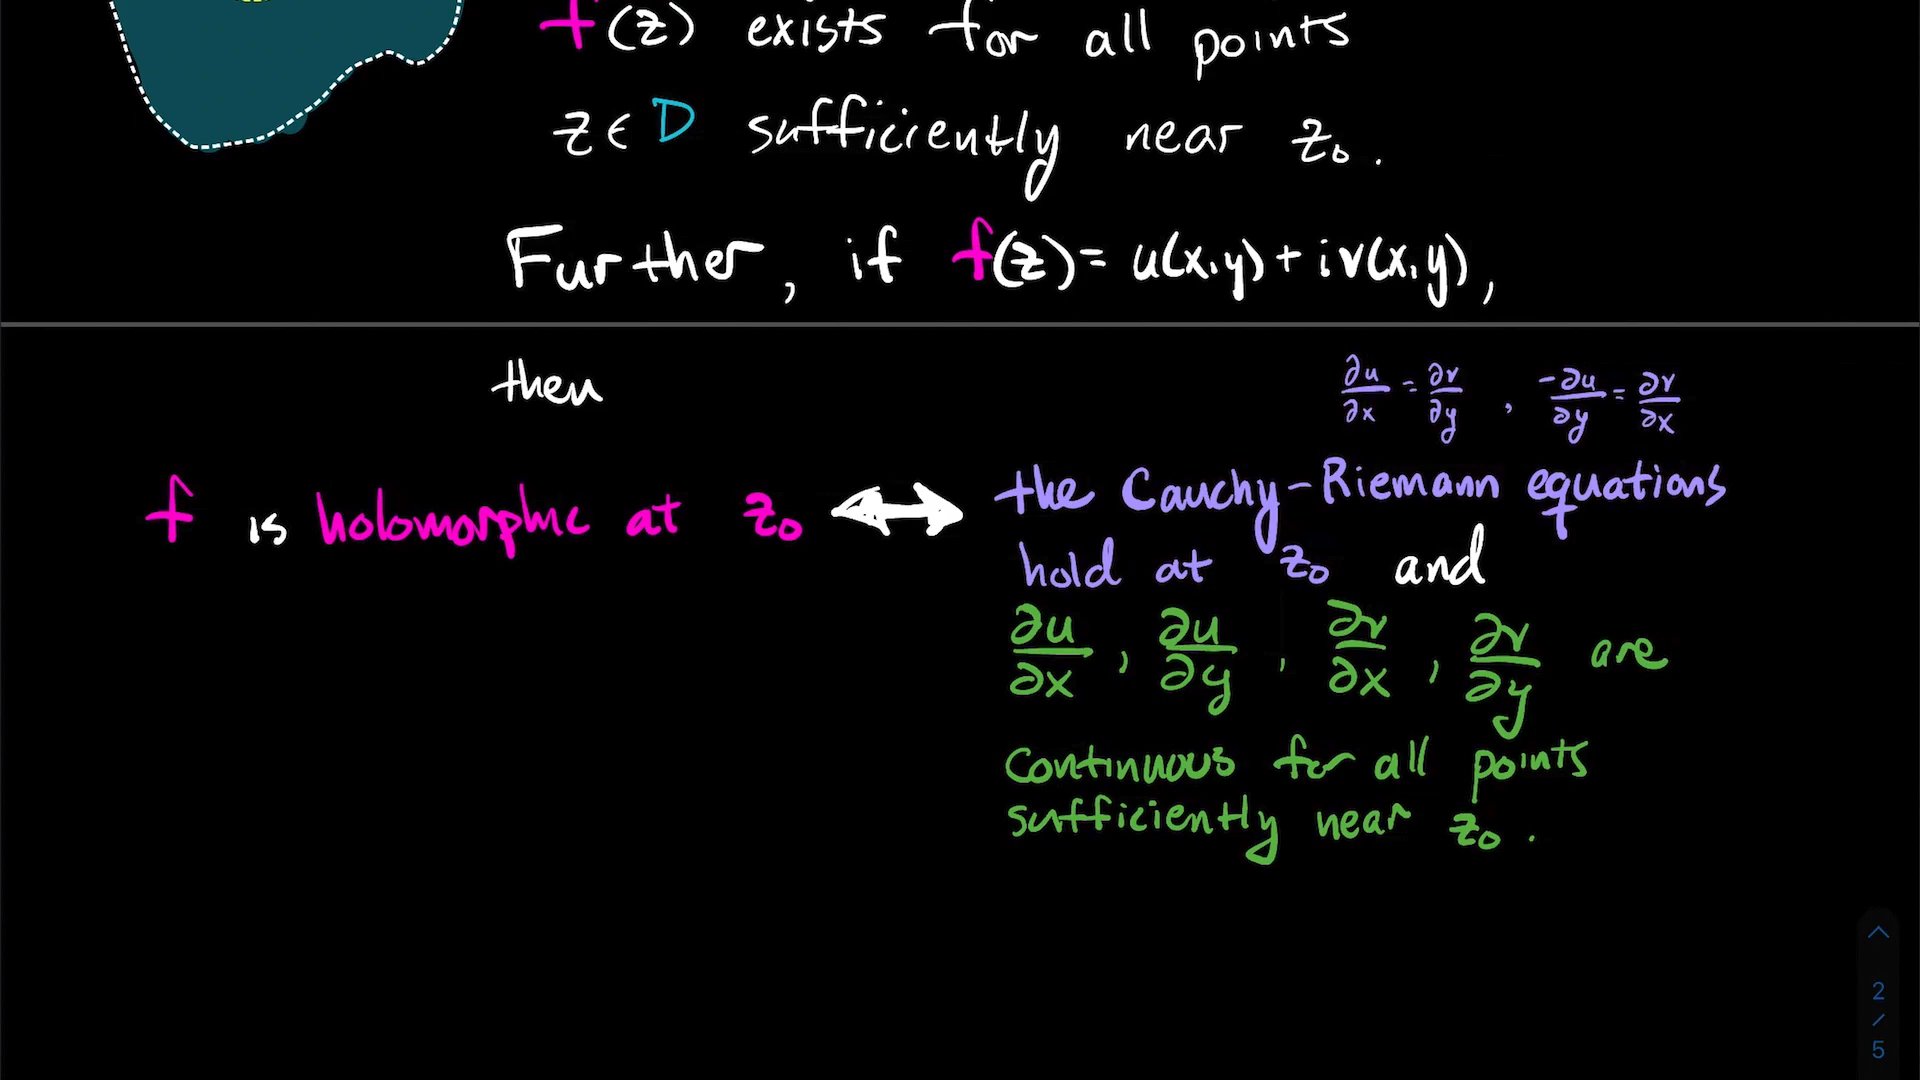 f(z) exists for all points
z ∈ D sufficiently near z₀.
Further, if f(z) = u(x,y) + iv(x,y),
then
∂u/∂x = ∂v/∂y , -∂u/∂y = ∂v/∂x
f is holomorphic at z₀ ⟷ the Cauchy-Riemann equations
hold at z₀ and
∂u/∂x , ∂u/∂y , ∂v/∂x , ∂v/∂y are
continuous for all points
sufficiently near z₀.
2
/
5